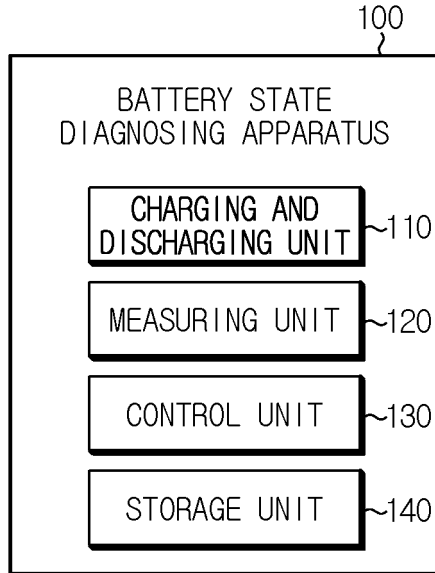 100
BATTERY STATE
DIAGNOSING APPARATUS
CHARGING AND
DISCHARGING UNIT
110
MEASURING UNIT
120
CONTROL UNIT
130
STORAGE UNIT
140